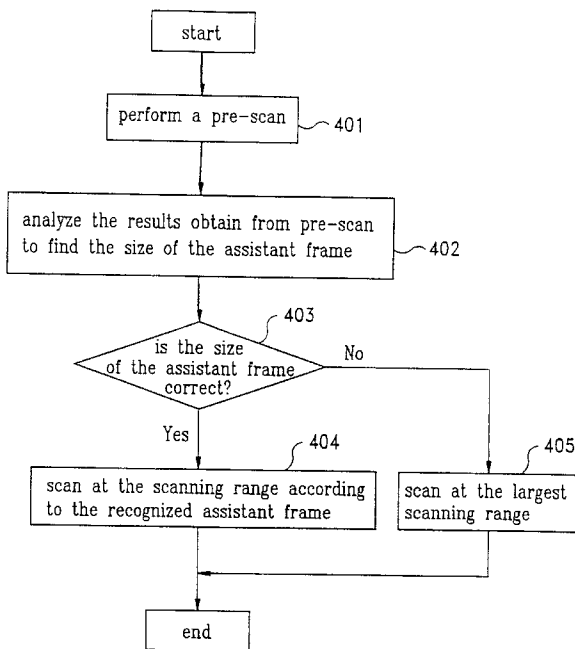 start
perform a pre-scan
401
analyze the results obtain from pre-scan
to find the size of the assistant frame
402
403
is the size
of the assistant frame
correct?
No
Yes
404
405
scan at the scanning range according
to the recognized assistant frame
scan at the largest
scanning range
end